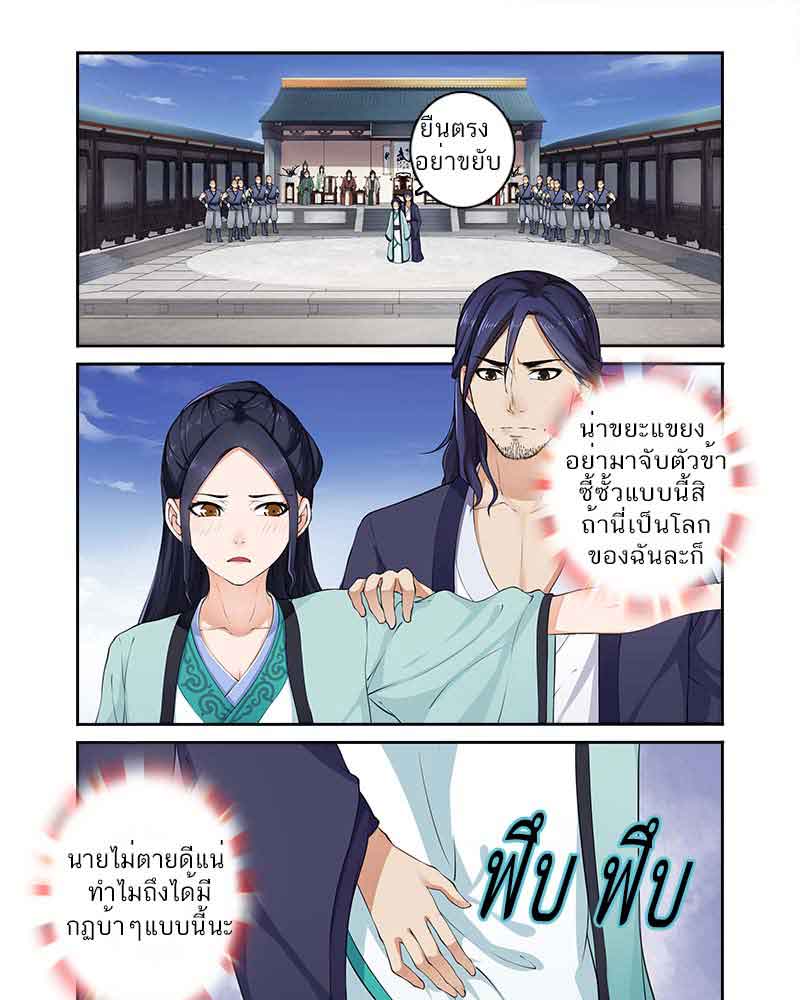 ยืนตรง
อย่าขยับ
น่าขยะแขยง
อย่ามาจับตัวข้า
ซี้ซั้วแบบนี้สิ
ถ้านี่เป็นโลก
ของฉันละก็
นายไม่ตายดีแน่
ทำไมถึงได้มี
กฏบ้าๆแบบนี้นะ
ฟึบ ฟึบ